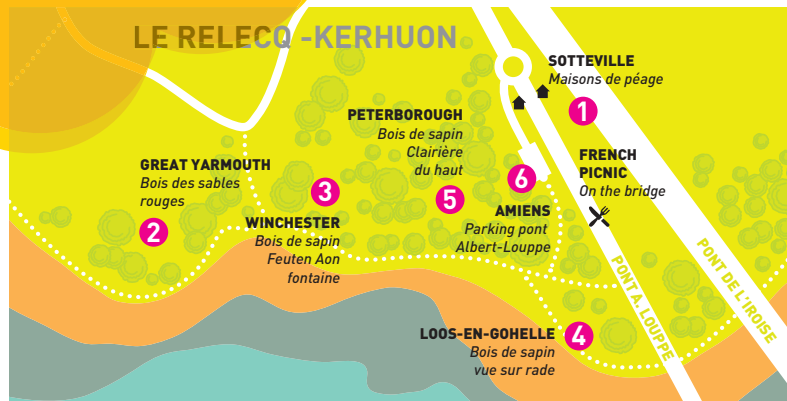 LE RELECQ -KERHUON
SOTTEVILLE
Maisons de péage
1
PETERBOROUGH
Bois de sapin
Clairière
du haut
5
6
FRENCH
PICNIC
On the bridge
GREAT YARMOUTH
Bois des sables
rouges
2
3
WINCHESTER
Bois de sapin
Feuten Aon
fontaine
AMIENS
Parking pont
Albert-Louppe
PONT A. LOUPPE
PONT DE L'IROISE
LOOS-EN-GOHELLE
Bois de sapin
vue sur rade
4